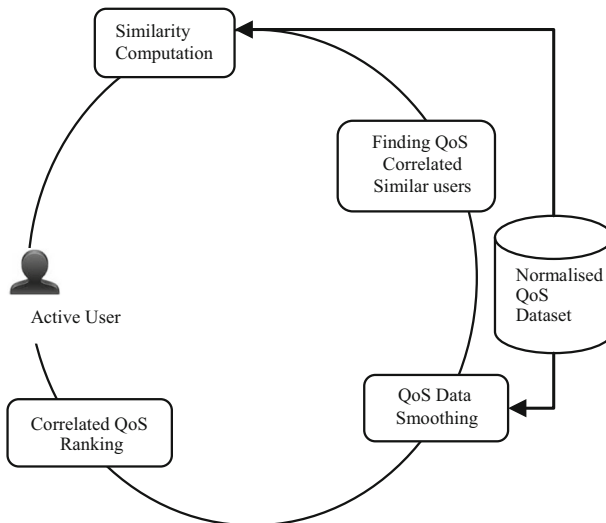 Similarity
Computation
Finding QoS
Correlated
Similar users
Normalised
QoS
Dataset
Active User
QoS Data
Smoothing
Correlated QoS
Ranking